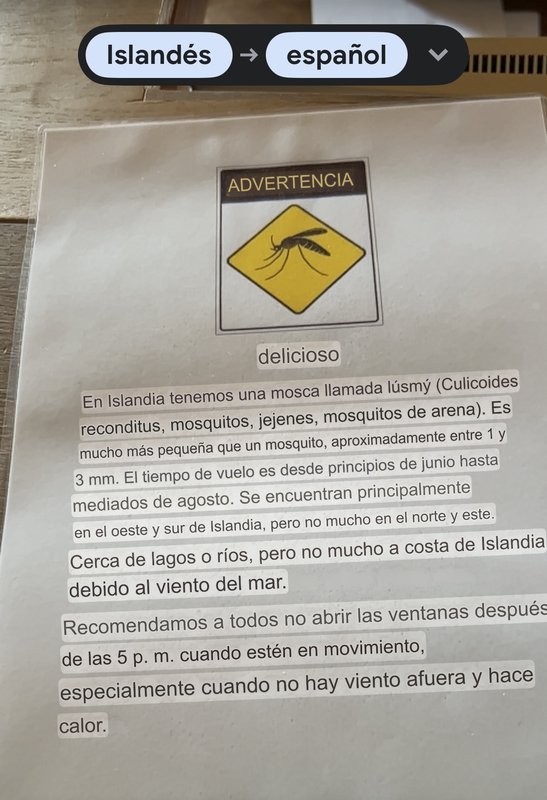 Islandés → español
ADVERTENCIA
delicioso
En Islandia tenemos una mosca llamada lúsmý (Culicoides
reconditus, mosquitos, jejenes, mosquitos de arena). Es
mucho más pequeña que un mosquito, aproximadamente entre 1 y
3 mm. El tiempo de vuelo es desde principios de junio hasta
mediados de agosto. Se encuentran principalmente
en el oeste y sur de Islandia, pero no mucho en el norte y este.
Cerca de lagos o ríos, pero no mucho a costa de Islandia
debido al viento del mar.
Recomendamos a todos no abrir las ventanas después
de las 5 p. m. cuando estén en movimiento,
especialmente cuando no hay viento afuera y hace
calor.